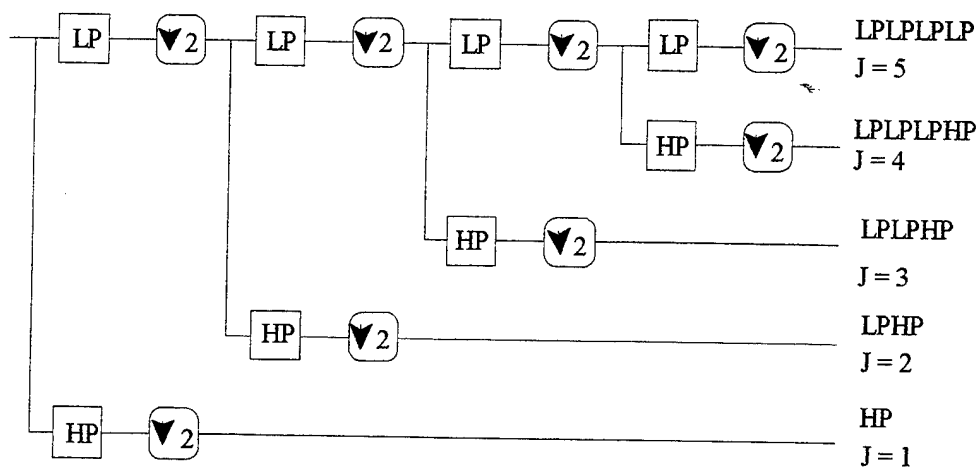 LP 2 LP 2 LP 2 LP 2 LPLPLPLP
J = 5
HP 2 LPLPLPHP
J = 4
HP 2 LPLPHP
J = 3
HP 2 LPHP
J = 2
HP 2 HP
J = 1